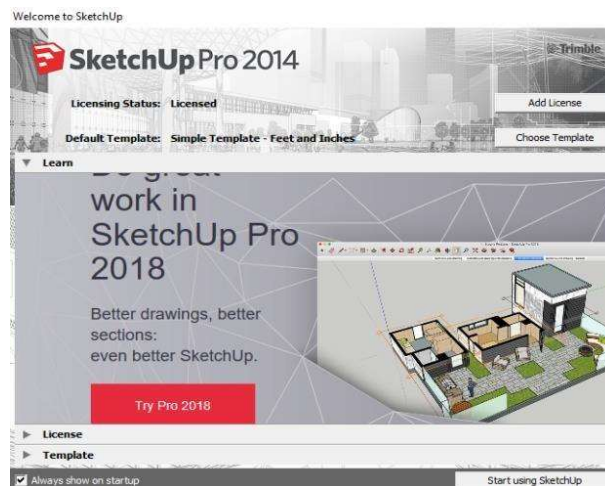 Welcome to SketchUp
SketchUp Pro 2014
Trimble
Licensing Status: Licensed
Add License
Default Template: Simple Template - Feet and Inches
Choose Template
Learn
Do great
work in
SketchUp Pro
2018
Better drawings, better
sections:
even better SketchUp.
Try Pro 2018
License
Template
Always show on startup
Start using SketchUp